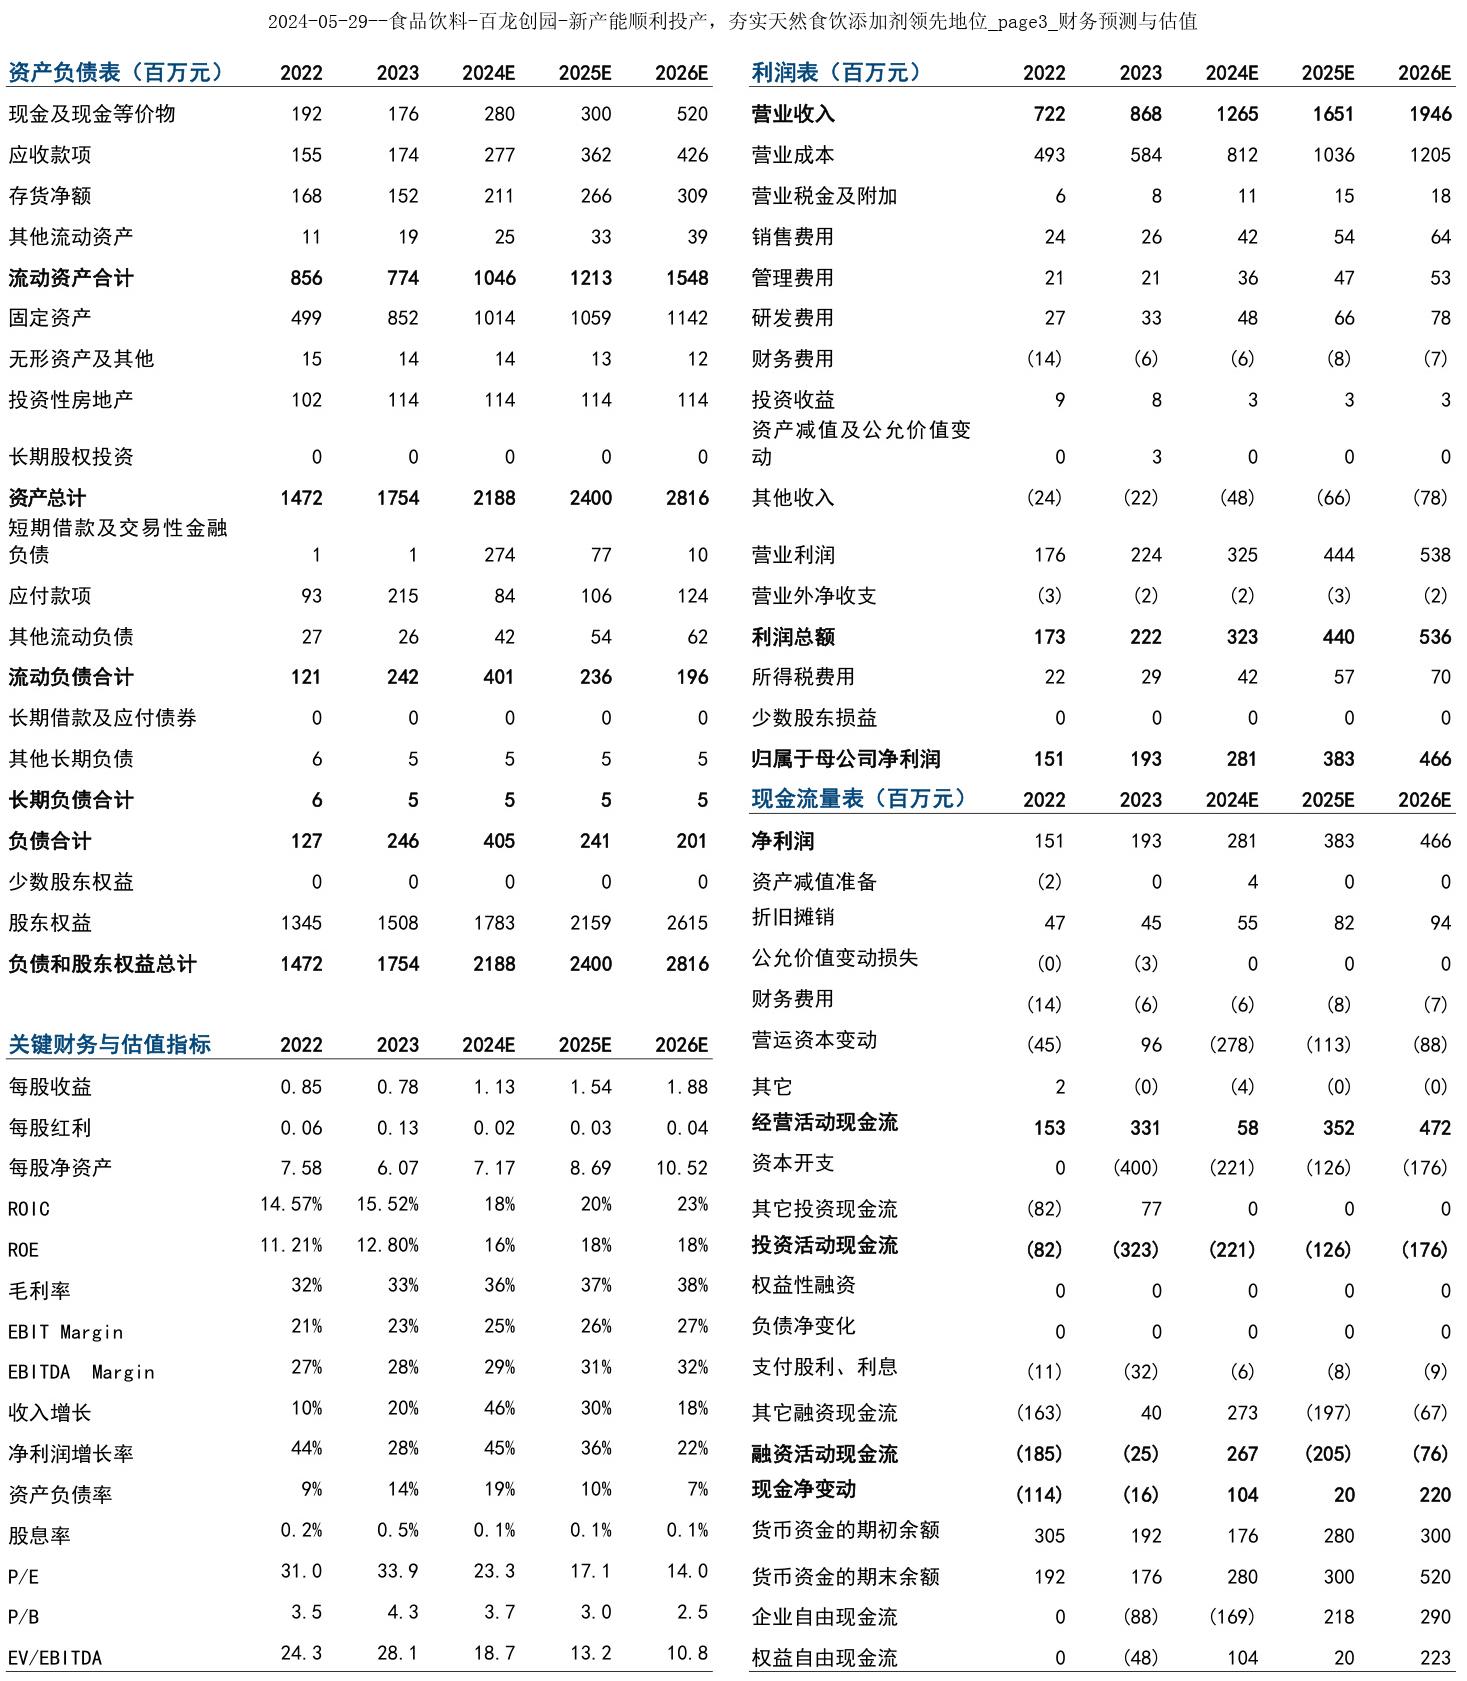 2024-05-29--食品饮料-百龙创园-新产能顺利投产，夯实天然食饮添加剂领先地位_page3_财务预测与估值
资产负债表（百万元） 2022 2023 2024E 2025E 2026E
现金及现金等价物 192 176 280 300 520
应收款项 155 174 277 362 426
存货净额 168 152 211 266 309
其他流动资产 11 19 25 33 39
流动资产合计 856 774 1046 1213 1548
固定资产 499 852 1014 1059 1142
无形资产及其他 15 14 14 13 12
投资性房地产 102 114 114 114 114
长期股权投资 0 0 0 0 0
资产总计 1472 1754 2188 2400 2816
短期借款及交易性金融
负债 1 1 274 77 10
应付款项 93 215 84 106 124
其他流动负债 27 26 42 54 62
流动负债合计 121 242 401 236 196
长期借款及应付债券 0 0 0 0 0
其他长期负债 6 5 5 5 5
长期负债合计 6 5 5 5 5
负债合计 127 246 405 241 201
少数股东权益 0 0 0 0 0
股东权益 1345 1508 1783 2159 2615
负债和股东权益总计 1472 1754 2188 2400 2816
关键财务与估值指标 2022 2023 2024E 2025E 2026E
每股收益 0.85 0.78 1.13 1.54 1.88
每股红利 0.06 0.13 0.02 0.03 0.04
每股净资产 7.58 6.07 7.17 8.69 10.52
ROIC 14.57% 15.52% 18% 20% 23%
ROE 11.21% 12.80% 16% 18% 18%
毛利率 32% 33% 36% 37% 38%
EBIT Margin 21% 23% 25% 26% 27%
EBITDA Margin 27% 28% 29% 31% 32%
收入增长 10% 20% 46% 30% 18%
净利润增长率 44% 28% 45% 36% 22%
资产负债率 9% 14% 19% 10% 7%
股息率 0.2% 0.5% 0.1% 0.1% 0.1%
P/E 31.0 33.9 23.3 17.1 14.0
P/B 3.5 4.3 3.7 3.0 2.5
EV/EBITDA 24.3 28.1 18.7 13.2 10.8
利润表（百万元） 2022 2023 2024E 2025E 2026E
营业收入 722 868 1265 1651 1946
营业成本 493 584 812 1036 1205
营业税金及附加 6 8 11 15 18
销售费用 24 26 42 54 64
管理费用 21 21 36 47 53
研发费用 27 33 48 66 78
财务费用 (14) (6) (6) (8) (7)
投资收益 9 8 3 3 3
资产减值及公允价值变
动 0 3 0 0 0
其他收入 (24) (22) (48) (66) (78)
营业利润 176 224 325 444 538
营业外净收支 (3) (2) (2) (3) (2)
利润总额 173 222 323 440 536
所得税费用 22 29 42 57 70
少数股东损益 0 0 0 0 0
归属于母公司净利润 151 193 281 383 466
现金流量表（百万元） 2022 2023 2024E 2025E 2026E
净利润 151 193 281 383 466
资产减值准备 (2) 0 4 0 0
折旧摊销 47 45 55 82 94
公允价值变动损失 (0) (3) 0 0 0
财务费用 (14) (6) (6) (8) (7)
营运资本变动 (45) 96 (278) (113) (88)
其它 2 (0) (4) (0) (0)
经营活动现金流 153 331 58 352 472
资本开支 0 (400) (221) (126) (176)
其它投资现金流 (82) 77 0 0 0
投资活动现金流 (82) (323) (221) (126) (176)
权益性融资 0 0 0 0 0
负债净变化 0 0 0 0 0
支付股利、利息 (11) (32) (6) (8) (9)
其它融资现金流 (163) 40 273 (197) (67)
融资活动现金流 (185) (25) 267 (205) (76)
现金净变动 (114) (16) 104 20 220
货币资金的期初余额 305 192 176 280 300
货币资金的期末余额 192 176 280 300 520
企业自由现金流 0 (88) (169) 218 290
权益自由现金流 0 (48) 104 20 223